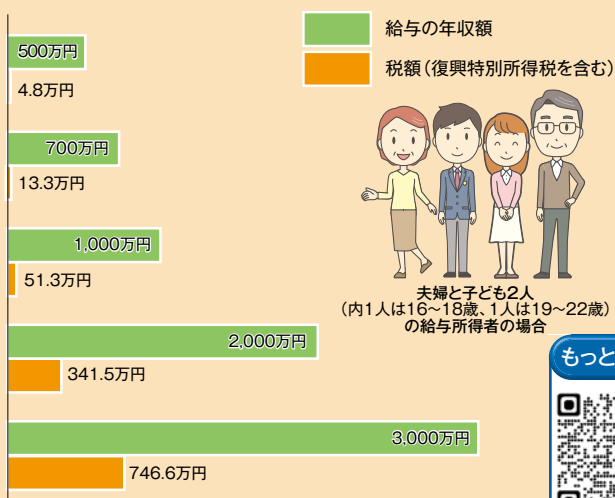 給与の年収額
税額（復興特別所得税を含む）
500万円
4.8万円
700万円
13.3万円
1,000万円
51.3万円
2,000万円
341.5万円
3,000万円
746.6万円
夫婦と子ども2人
（内1人は16～18歳、1人は19～22歳）
の給与所得者の場合
もっと